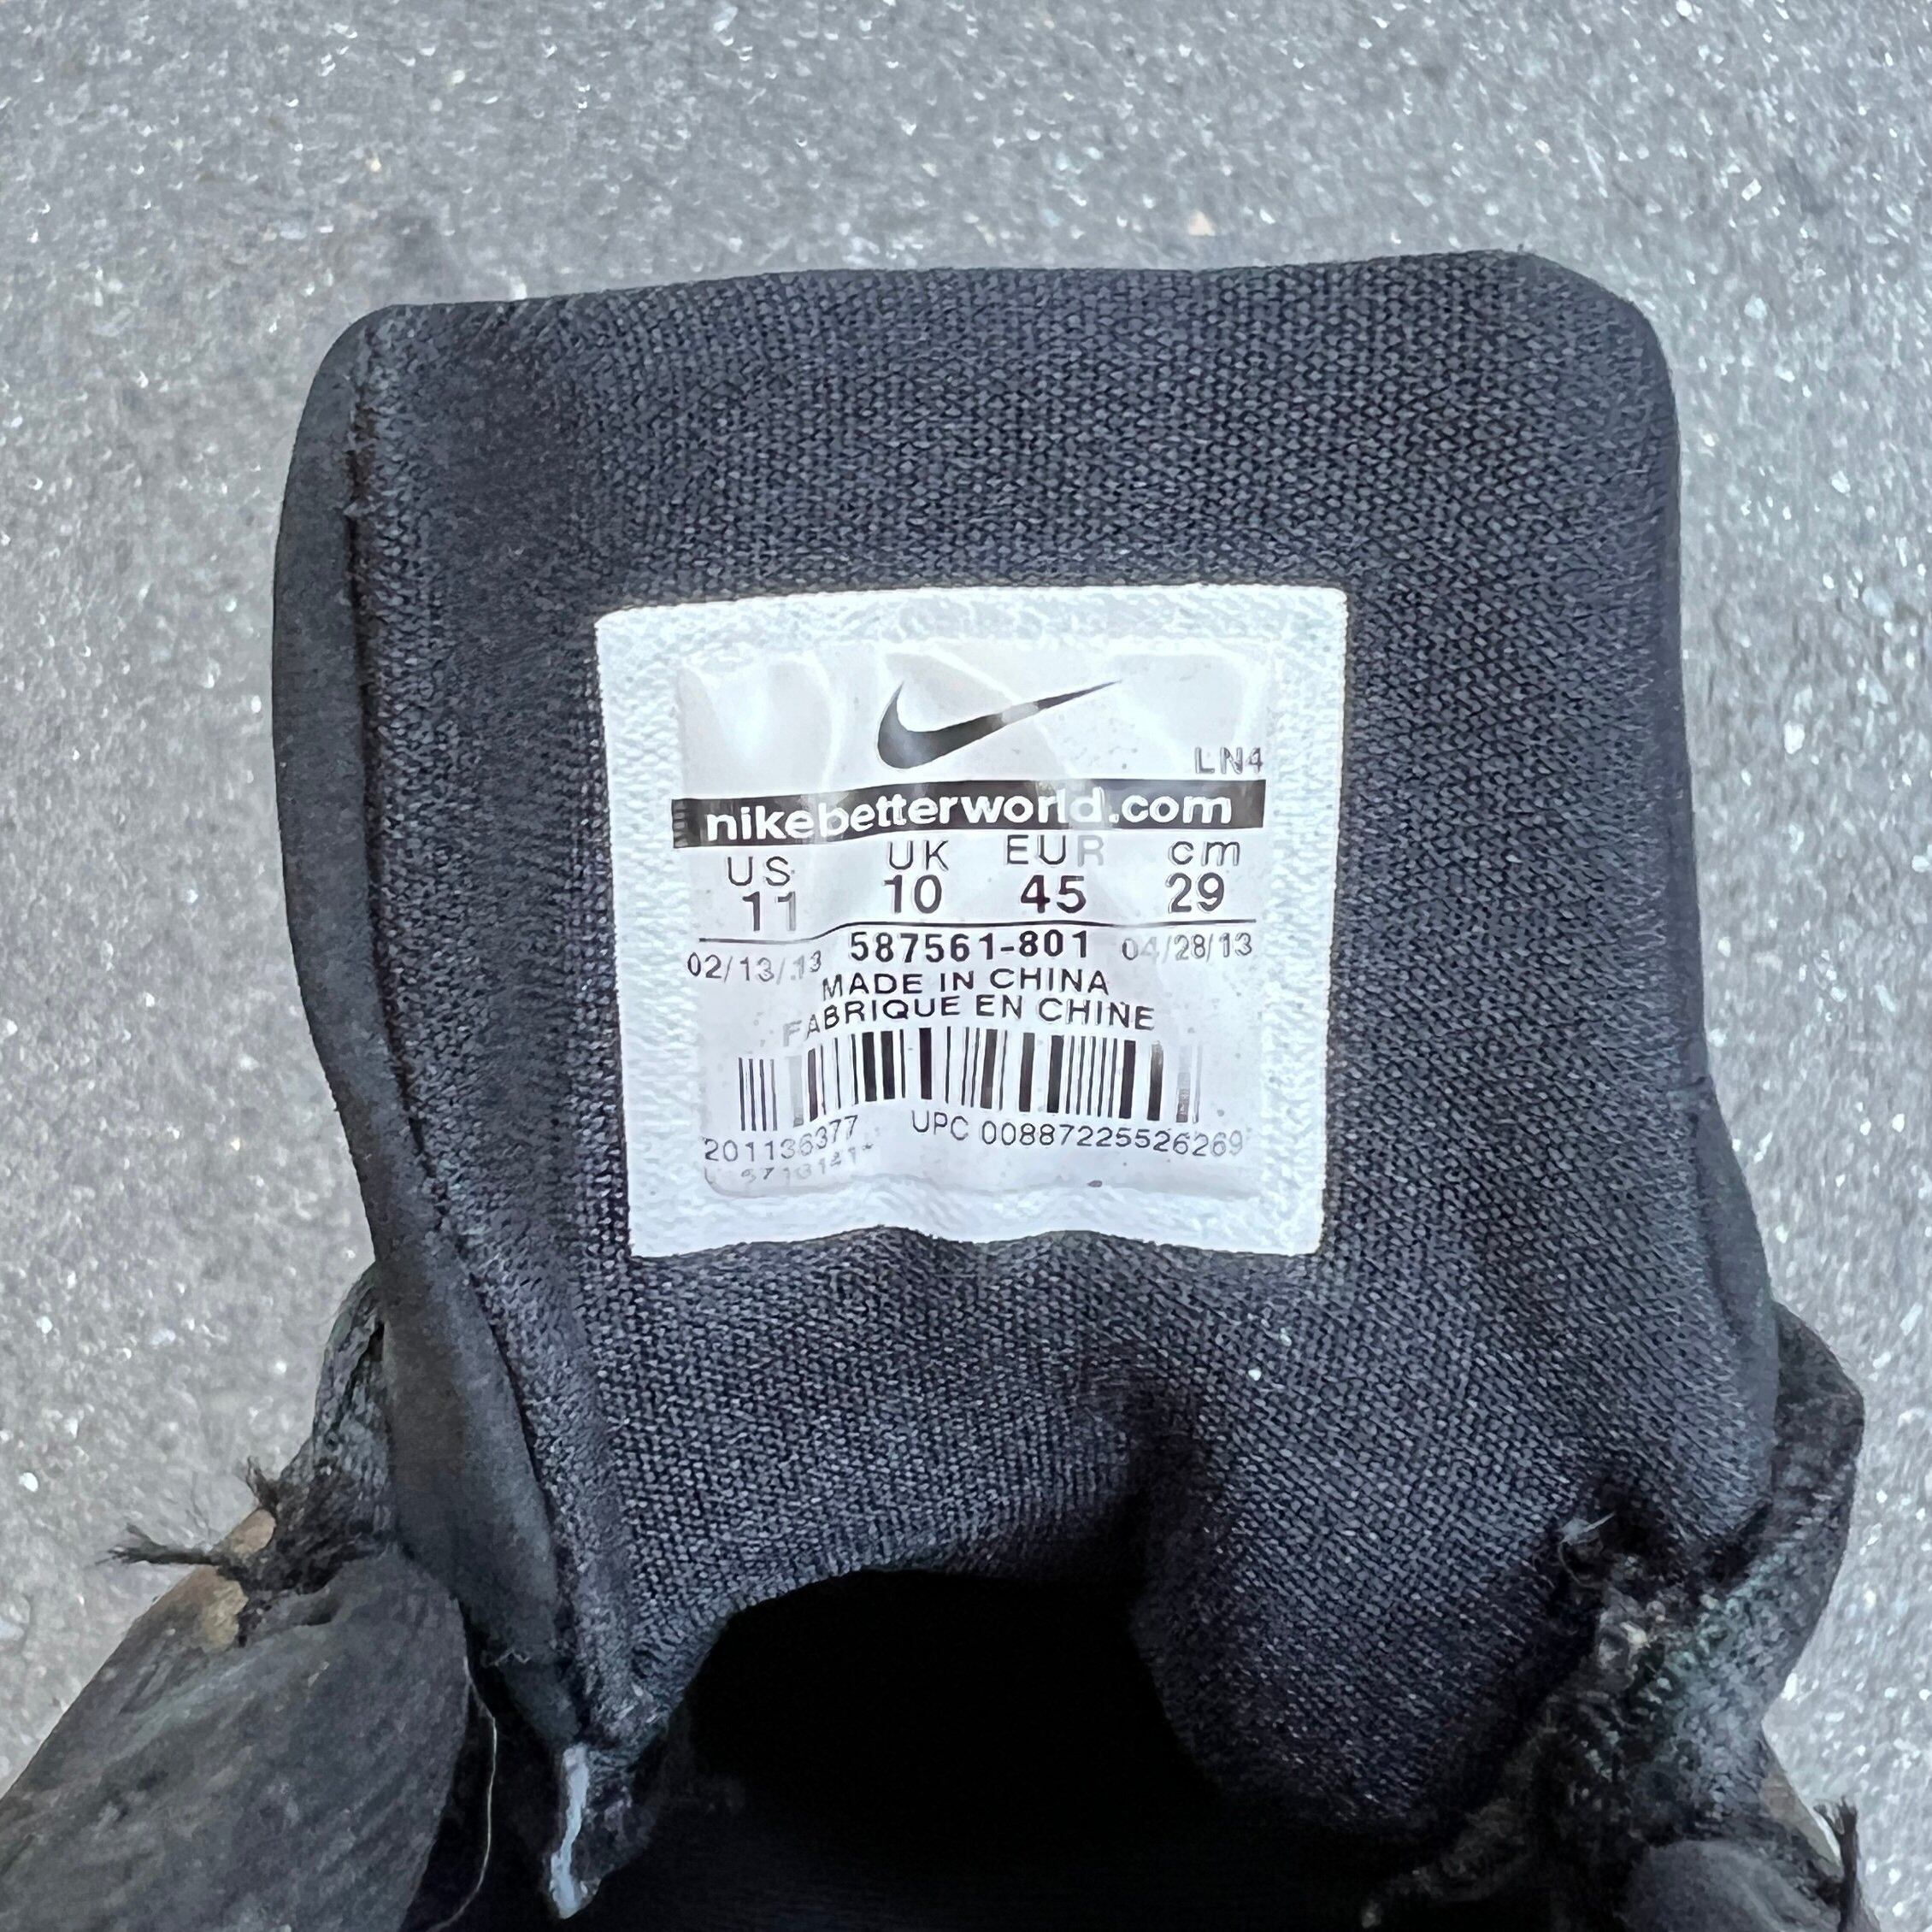 LN4
nikebetterworld.com
US UK EUR cm
11 10 45 29
02/13/13 587561-801 04/28/13
MADE IN CHINA
FABRIQUE EN CHINE
201136377 UPC 00887225526269